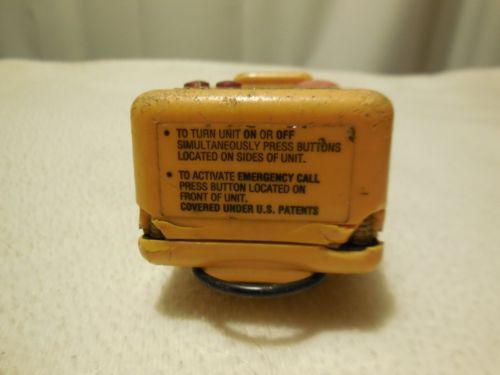 • TO TURN UNIT ON OR OFF
SIMULTANEOUSLY PRESS BUTTONS
LOCATED ON SIDES OF UNIT.
• TO ACTIVATE EMERGENCY CALL
PRESS BUTTON LOCATED ON
FRONT OF UNIT.
COVERED UNDER U.S. PATENTS